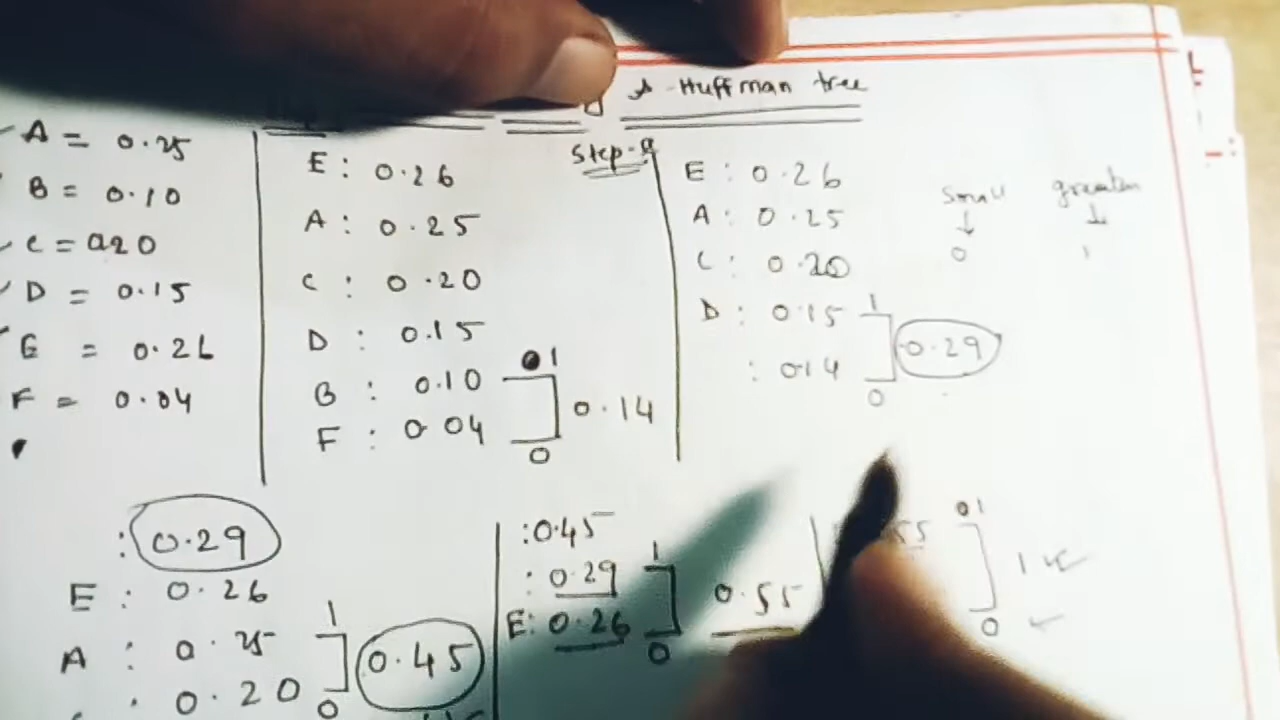 Huffman tree
A = 0.25
B = 0.10
C = 0.20
D = 0.15
E = 0.26
F = 0.04
E : 0.26
A : 0.25
C : 0.20
D : 0.15
B : 0.10
F : 0.04
1
0
0.14
Step-
E : 0.26
A : 0.25
C : 0.20
D : 0.15
: 0.14
1
0
0.29
small
↓
0
greater
↓
1
: 0.29
E : 0.26
A : 0.25
: 0.20
1
0
0.45
: 0.45
: 0.29
E : 0.26
1
0
0.55
55
1
0
1